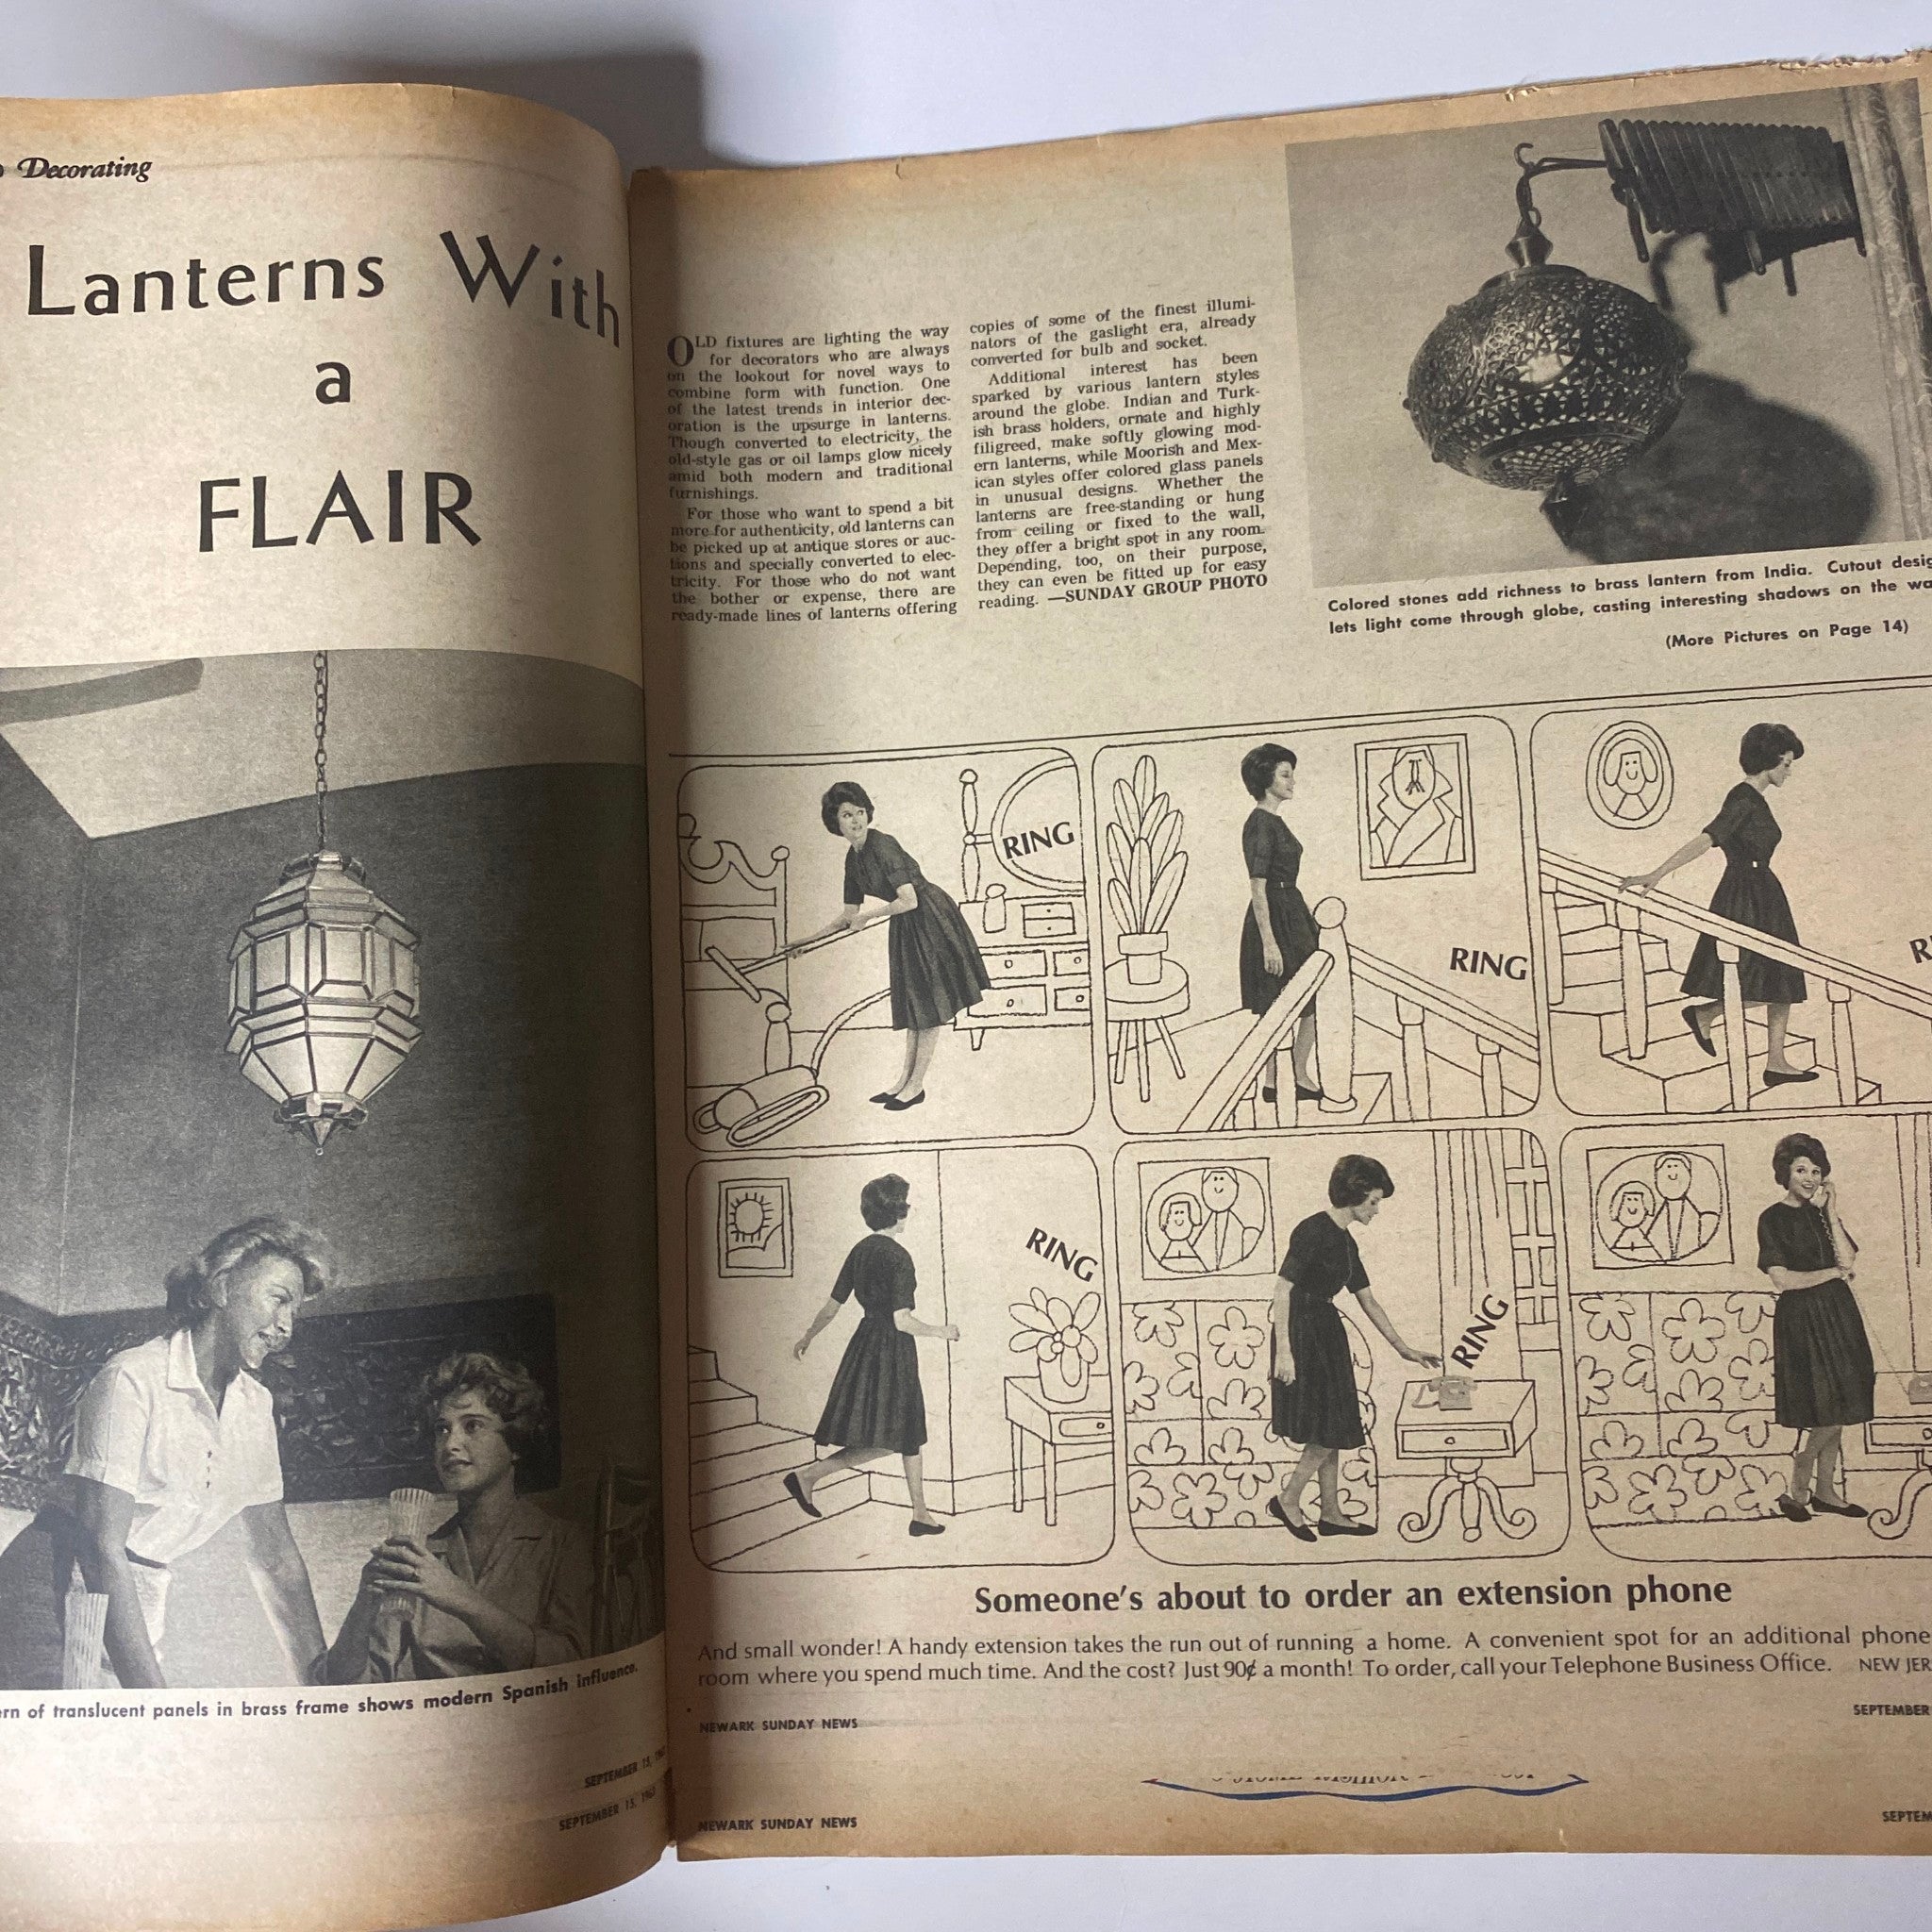 Decorating
Lanterns With
a
FLAIR
ern of translucent panels in brass frame shows modern Spanish influence.
SEPTEMBER 15,
SEPTEMBER 15, 1963
OLD fixtures are lighting the way
for decorators who are always
on the lookout for novel ways to
combine form with function. One
of the latest trends in interior dec-
oration is the upsurge in lanterns.
Though converted to electricity, the
old-style gas or oil lamps glow nicely
amid both modern and traditional
furnishings.
For those who want to spend a bit
more for authenticity, old lanterns can
be picked up at antique stores or auc-
tions and specially converted to elec-
tricity. For those who do not want
the bother or expense, there are
ready-made lines of lanterns offering
copies of some of the finest illumi-
nators of the gaslight era, already
converted for bulb and socket.
Additional interest has been
sparked by various lantern styles
around the globe. Indian and Turk-
ish brass holders, ornate and highly
filigreed, make softly glowing mod-
ern lanterns, while Moorish and Mex-
ican styles offer colored glass panels
in unusual designs. Whether the
lanterns are free-standing or hung
from ceiling or fixed to the wall,
they offer a bright spot in any room.
Depending, too, on their purpose,
they can even be fitted up for easy
reading. —SUNDAY GROUP PHOTO
Colored stones add richness to brass lantern from India. Cutout desig
lets light come through globe, casting interesting shadows on the wa
(More Pictures on Page 14)
RING
RING
RI
RING
RING
Someone's about to order an extension phone
And small wonder! A handy extension takes the run out of running a home. A convenient spot for an additional phone
room where you spend much time. And the cost? Just 90¢ a month! To order, call your Telephone Business Office. NEW JER
NEWARK SUNDAY NEWS
SEPTEMBER
NEWARK SUNDAY NEWS
SEPTEM